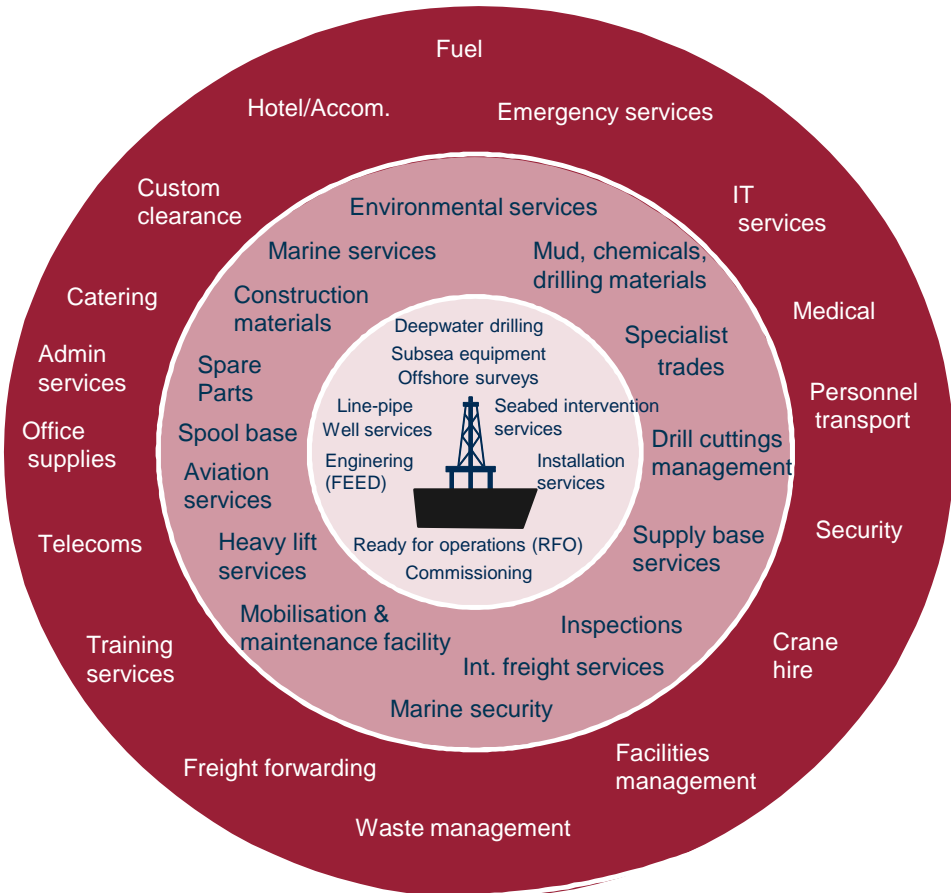 Fuel
Hotel/Accom.
Emergency services
Custom
clearance
IT
services
Catering
Medical
Admin
services
Personnel
transport
Office
supplies
Telecoms
Security
Training
services
Crane
hire
Freight forwarding
Facilities
management
Waste management
Environmental services
Marine services
Mud, chemicals,
drilling materials
Construction
materials
Specialist
trades
Spare
Parts
Spool base
Drill cuttings
management
Aviation
services
Heavy lift
services
Supply base
services
Mobilisation &
maintenance facility
Inspections
Int. freight services
Marine security
Deepwater drilling
Subsea equipment
Offshore surveys
Line-pipe
Well services
Seabed intervention
services
Enginering
(FEED)
Installation
services
Ready for operations (RFO)
Commissioning